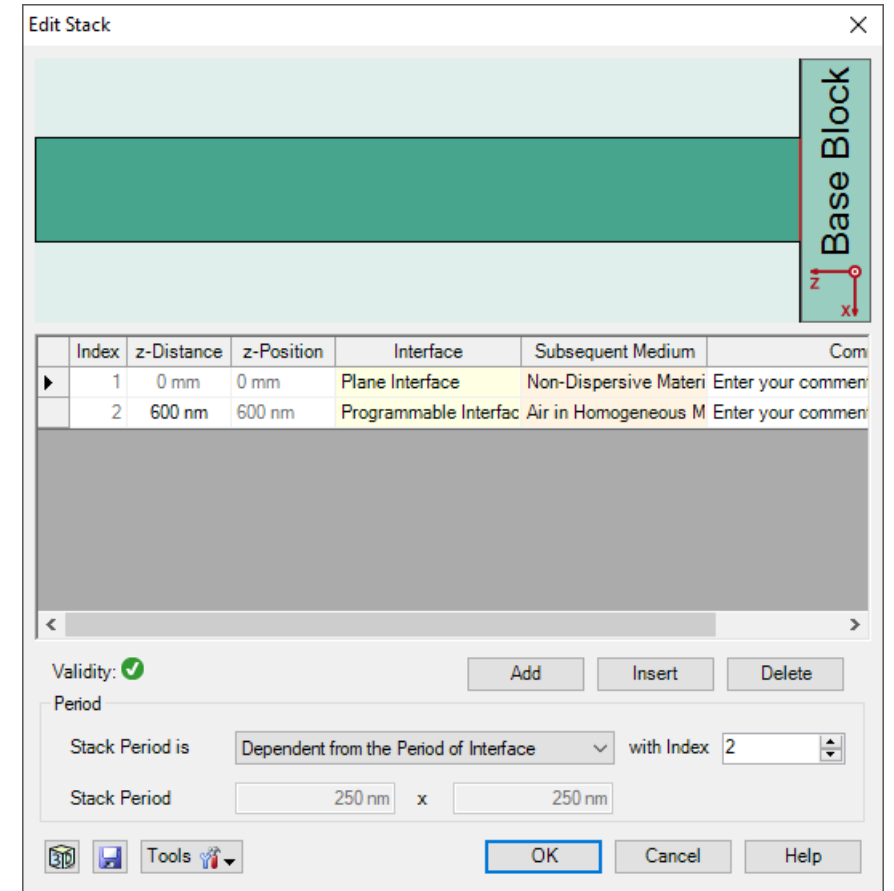 Edit Stack
Base Block
z
x
Index z-Distance z-Position Interface Subsequent Medium Com
1 0 mm 0 mm Plane Interface Non-Dispersive Materi Enter your commen
2 600 nm 600 nm Programmable Interfac Air in Homogeneous M Enter your commen
Validity:
Add Insert Delete
Period
Stack Period is Dependent from the Period of Interface with Index 2
Stack Period 250 nm x 250 nm
3D Tools OK Cancel Help